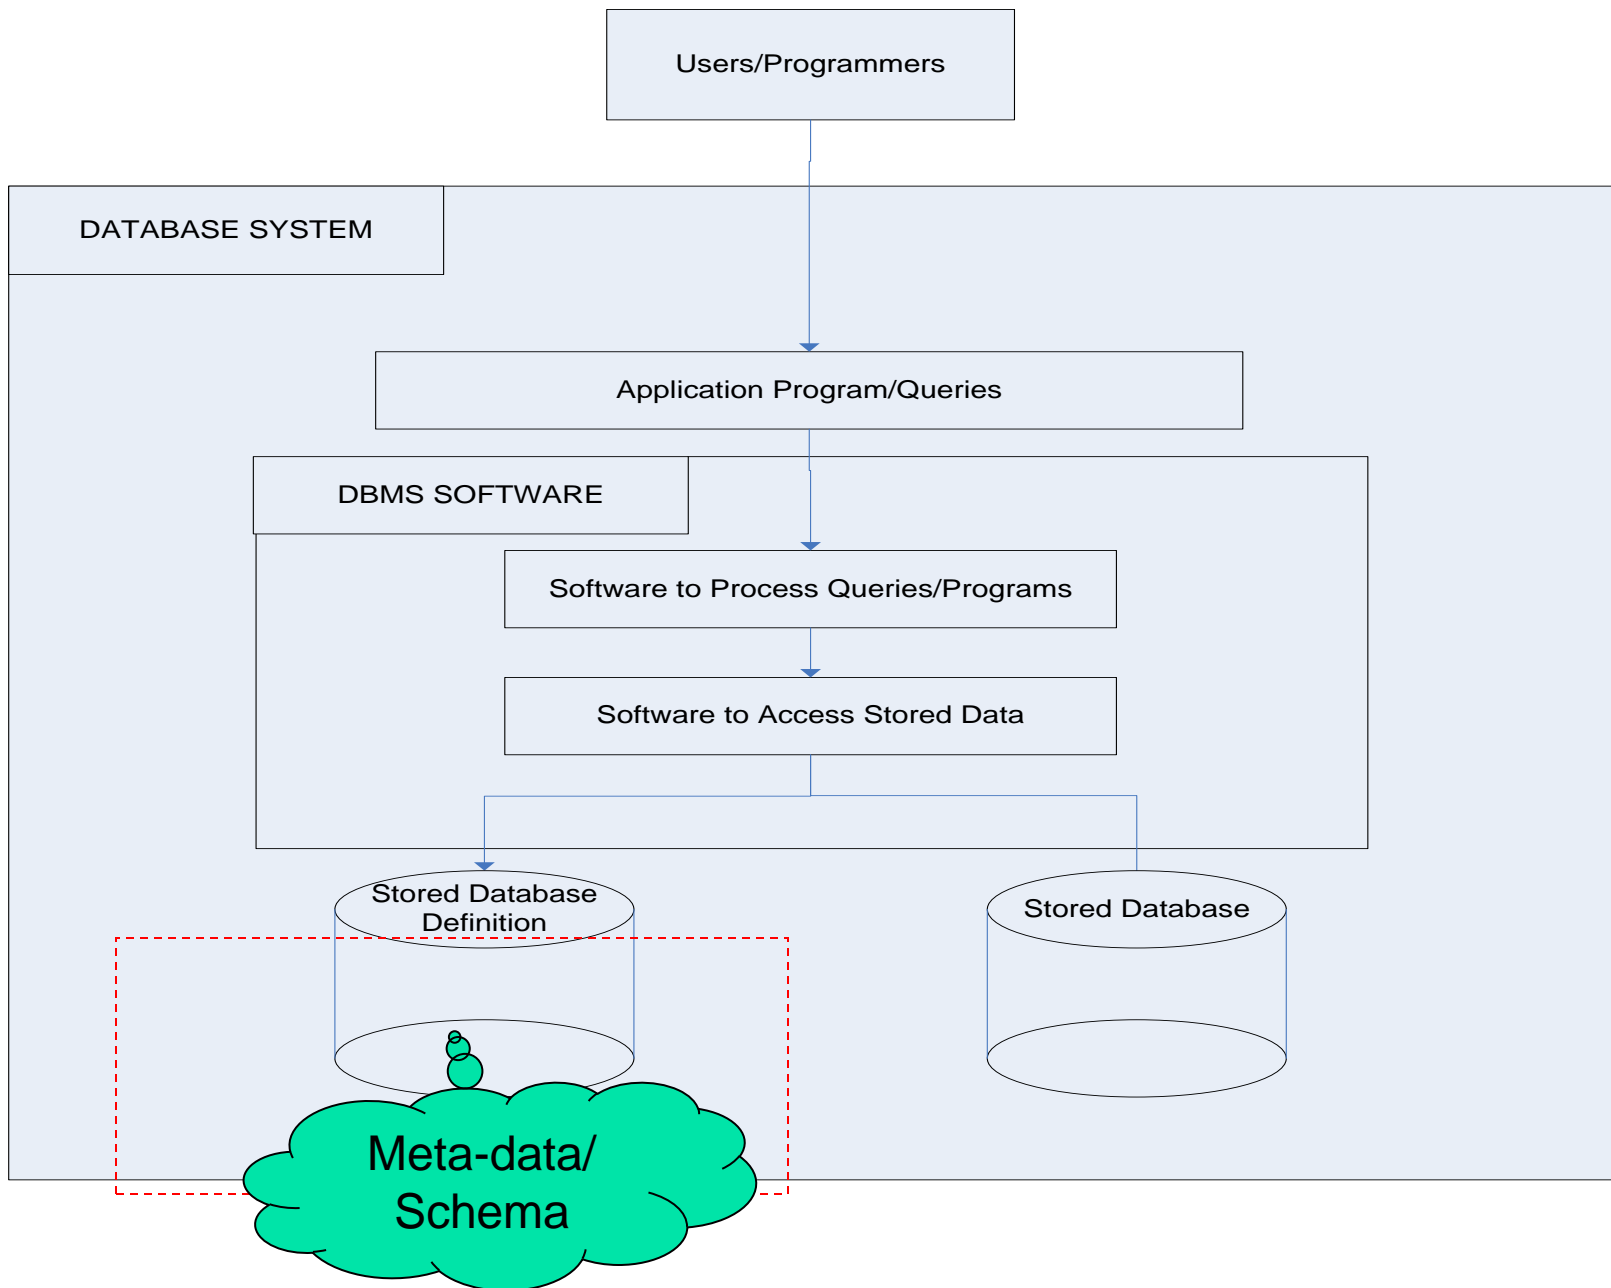 Users/Programmers
DATABASE SYSTEM
Application Program/Queries
DBMS SOFTWARE
Software to Process Queries/Programs
Software to Access Stored Data
Stored Database
Definition
Stored Database
Meta-data/
Schema